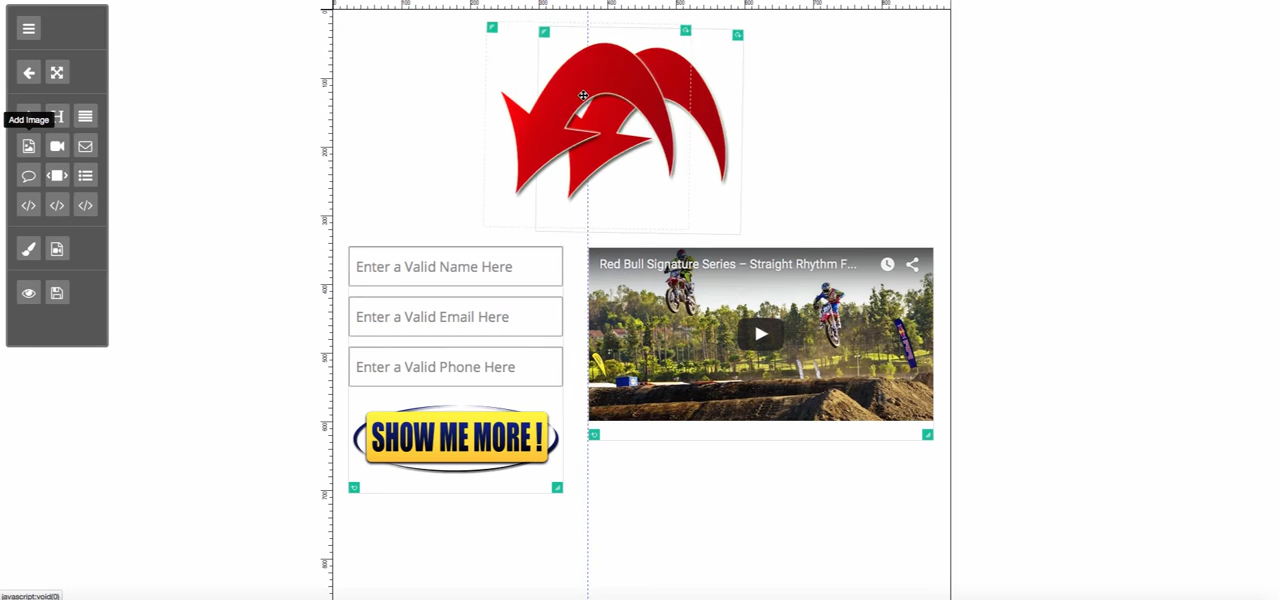 Add Image
H
Enter a Valid Name Here
Enter a Valid Email Here
Enter a Valid Phone Here
SHOW ME MORE !
Red Bull Signature Series – Straight Rhythm F...
javascript:void(0)